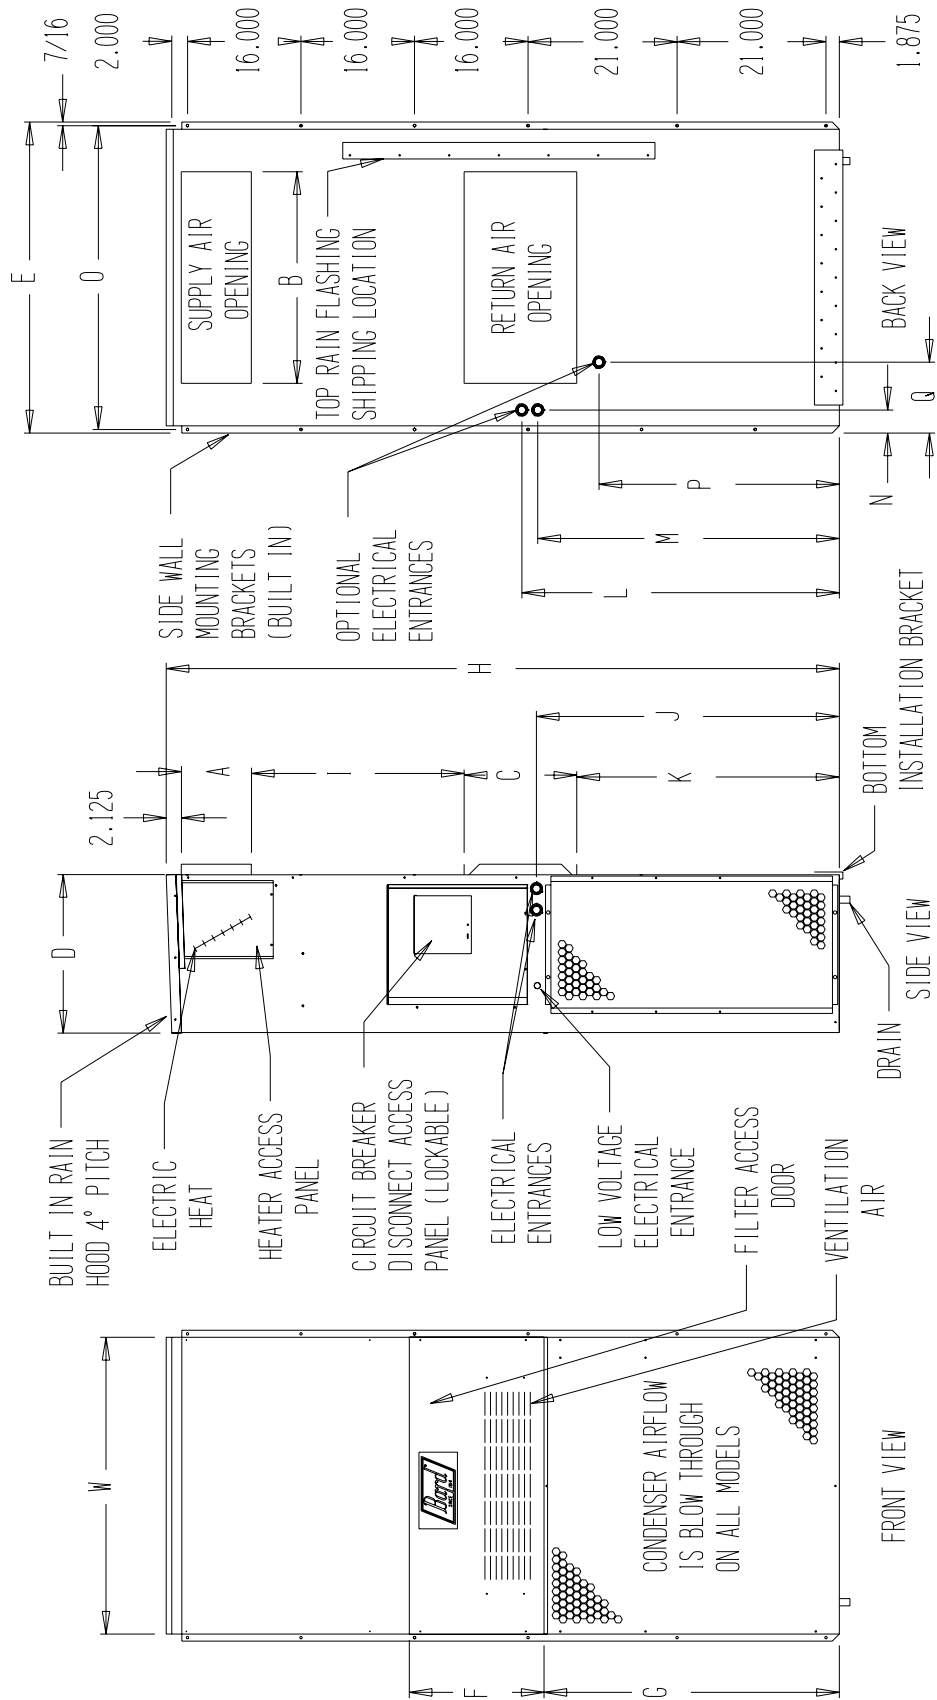 W
F
G
Bard
CONDENSER AIRFLOW
IS BLOW THROUGH
ON ALL MODELS
FRONT VIEW
BUILT IN RAIN
HOOD 4° PITCH
ELECTRIC
HEAT
HEATER ACCESS
PANEL
CIRCUIT BREAKER
DISCONNECT ACCESS
PANEL (LOCKABLE)
ELECTRICAL
ENTRANCES
LOW VOLTAGE
ELECTRICAL
ENTRANCE
FILTER ACCESS
DOOR
VENTILATION
AIR
D
2.125
A
I
C
K
J
H
DRAIN
SIDE VIEW
BOTTOM
INSTALLATION BRACKET
SIDE WALL
MOUNTING
BRACKETS
(BUILT IN)
OPTIONAL
ELECTRICAL
ENTRANCES
L
M
P
N
Q
E
O
SUPPLY AIR
OPENING
B
TOP RAIN FLASHING
SHIPPING LOCATION
RETURN AIR
OPENING
BACK VIEW
7/16
2.000
16.000
16.000
16.000
21.000
21.000
1.875